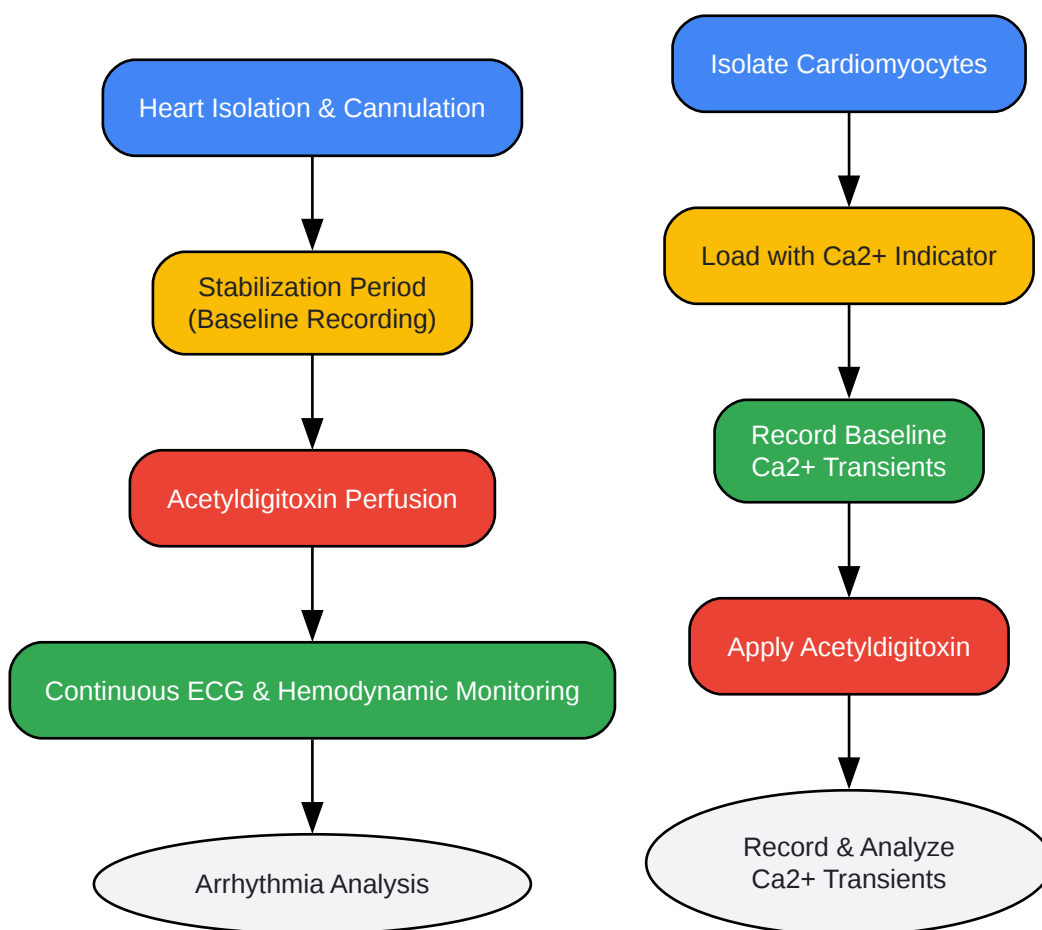 Heart Isolation & Cannulation
Stabilization Period
(Baseline Recording)
Acetyldigitoxin Perfusion
Continuous ECG & Hemodynamic Monitoring
Arrhythmia Analysis
Isolate Cardiomyocytes
Load with Ca2+ Indicator
Record Baseline
Ca2+ Transients
Apply Acetyldigitoxin
Record & Analyze
Ca2+ Transients